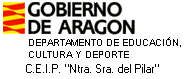 GOBIERNO
DE ARAGON
DEPARTAMENTO DE EDUCACIÓN,
CULTURA Y DEPORTE
C.E.I.P. "Ntra. Sra. del Pilar"